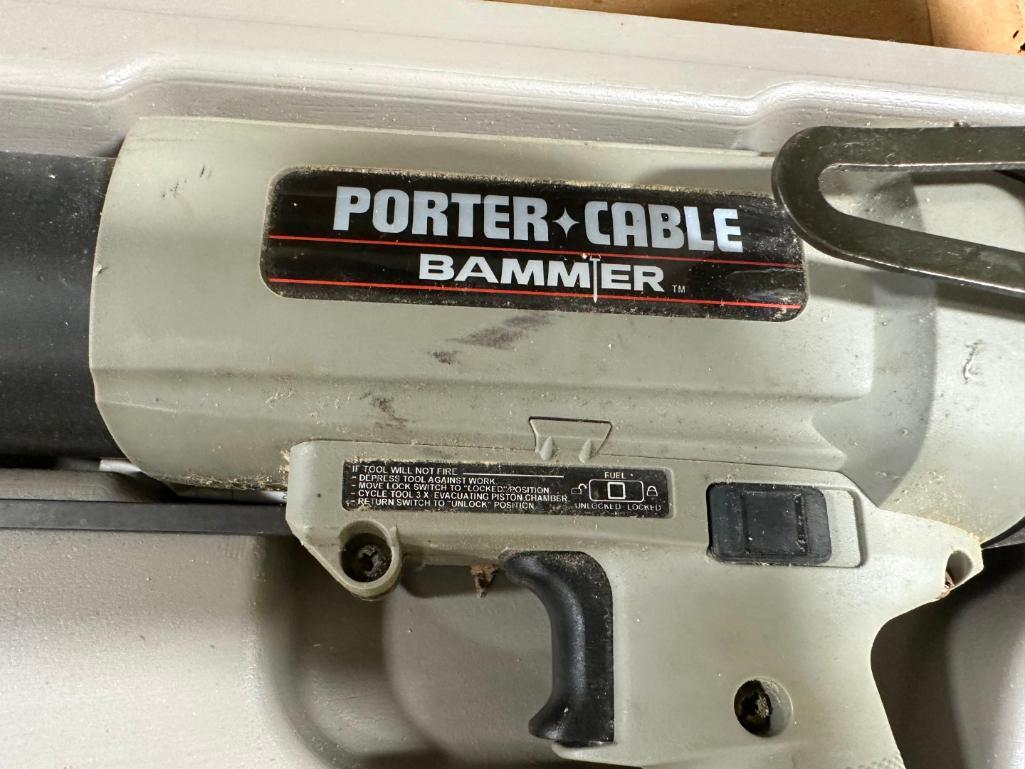 PORTER✦CABLE
BAMMER ™
IF TOOL WILL NOT FIRE
- DEPRESS TOOL AGAINST WORK.
- MOVE LOCK SWITCH TO "LOCKED" POSITION.
- CYCLE TOOL 3 X - EVACUATING PISTON CHAMBER.
- RETURN SWITCH TO "UNLOCK" POSITION.
FUEL
UNLOCKED LOCKED